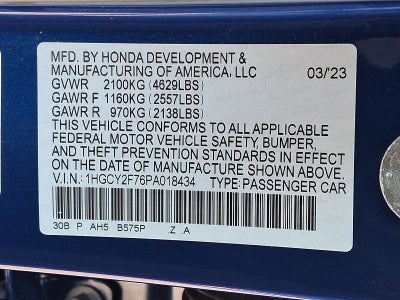 MFD. BY HONDA DEVELOPMENT &
MANUFACTURING OF AMERICA, LLC 03/'23
GVWR 2100KG (4629LBS)
GAWR F 1160KG (2557LBS)
GAWR R 970KG (2138LBS)
THIS VEHICLE CONFORMS TO ALL APPLICABLE
FEDERAL MOTOR VEHICLE SAFETY, BUMPER,
AND THEFT PREVENTION STANDARDS IN EFFECT
ON THE DATE OF MANUFACTURE SHOWN ABOVE.
V.I.N.: 1HGCY2F76PA018434 TYPE: PASSENGER CAR
30B P AH5 B575P .Z .A